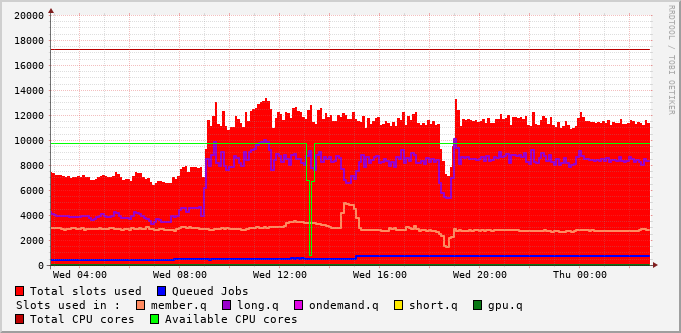 RRDTOOL / TOBI OETIKER
20000
18000
16000
14000
12000
10000
8000
6000
4000
2000
0
Wed 04:00 Wed 08:00 Wed 12:00 Wed 16:00 Wed 20:00 Thu 00:00
Total slots used Queued Jobs
Slots used in : member.q long.q ondemand.q short.q gpu.q
Total CPU cores Available CPU cores